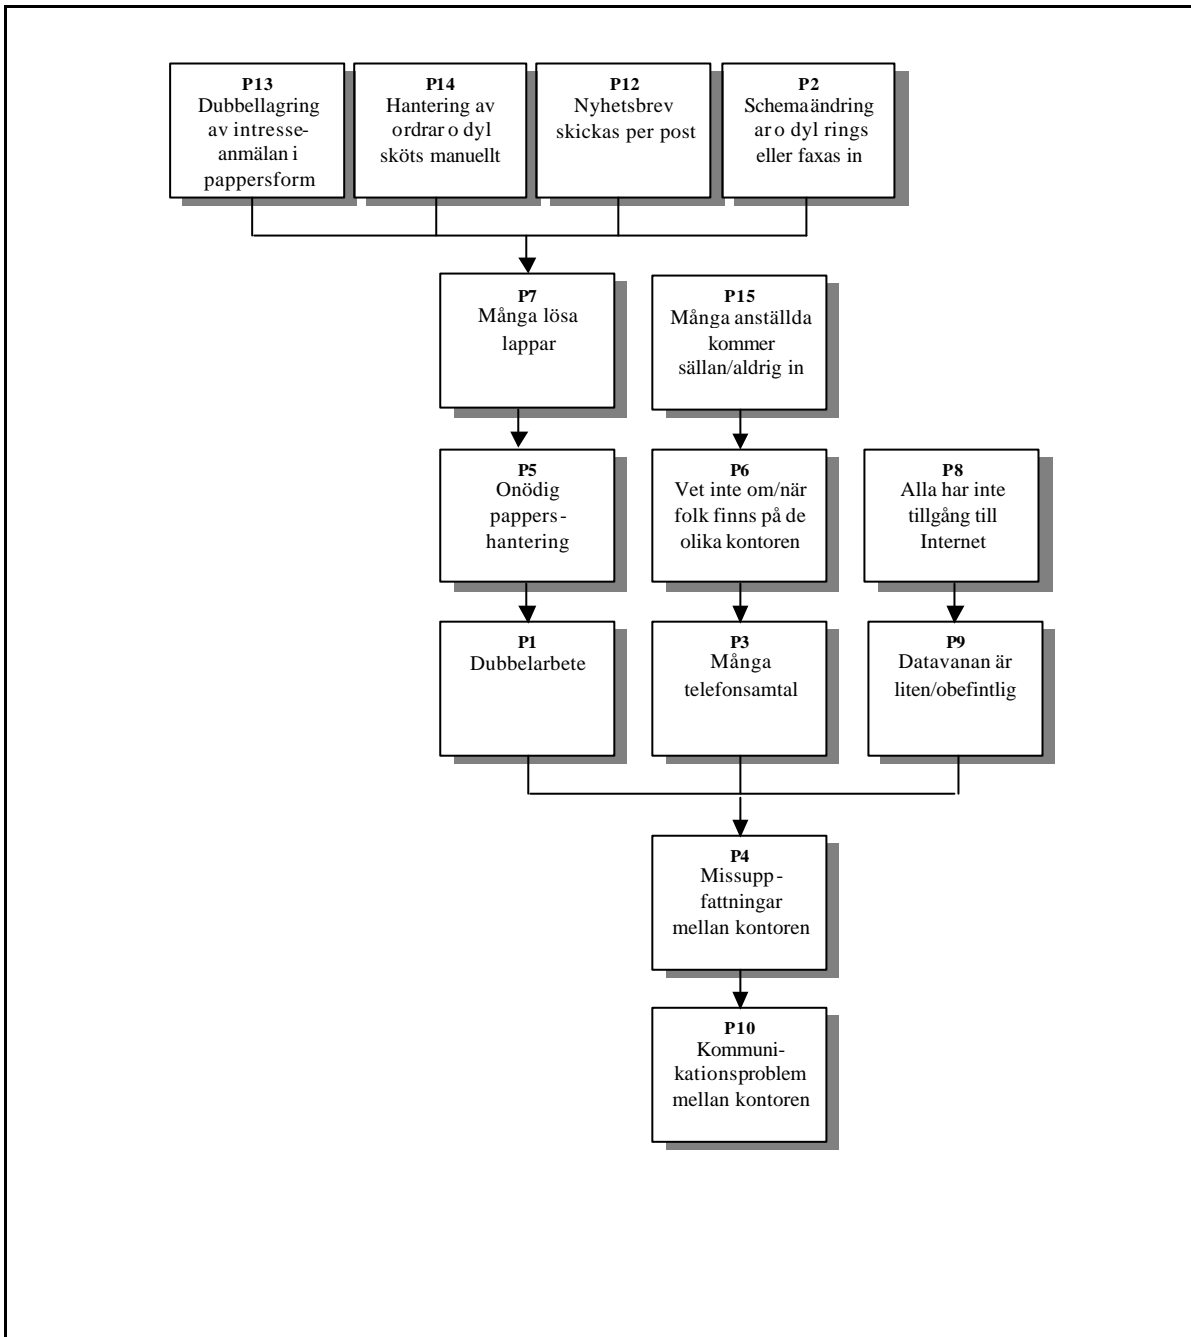 P13
Dubbellagring
av intresse-
anmälan i
pappersform
P14
Hantering av
ordrar o dyl
sköts manuellt
P12
Nyhetsbrev
skickas per post
P2
Schemaändring
ar o dyl rings
eller faxas in
P7
Många lösa
lappar
P15
Många anställda
kommer
sällan/aldrig in
P5
Onödig
pappers-
hantering
P6
Vet inte om/när
folk finns på de
olika kontoren
P8
Alla har inte
tillgång till
Internet
P1
Dubbelarbete
P3
Många
telefonsamtal
P9
Datavanan är
liten/obefintlig
P4
Missupp-
fattningar
mellan kontoren
P10
Kommuni-
kationsproblem
mellan kontoren